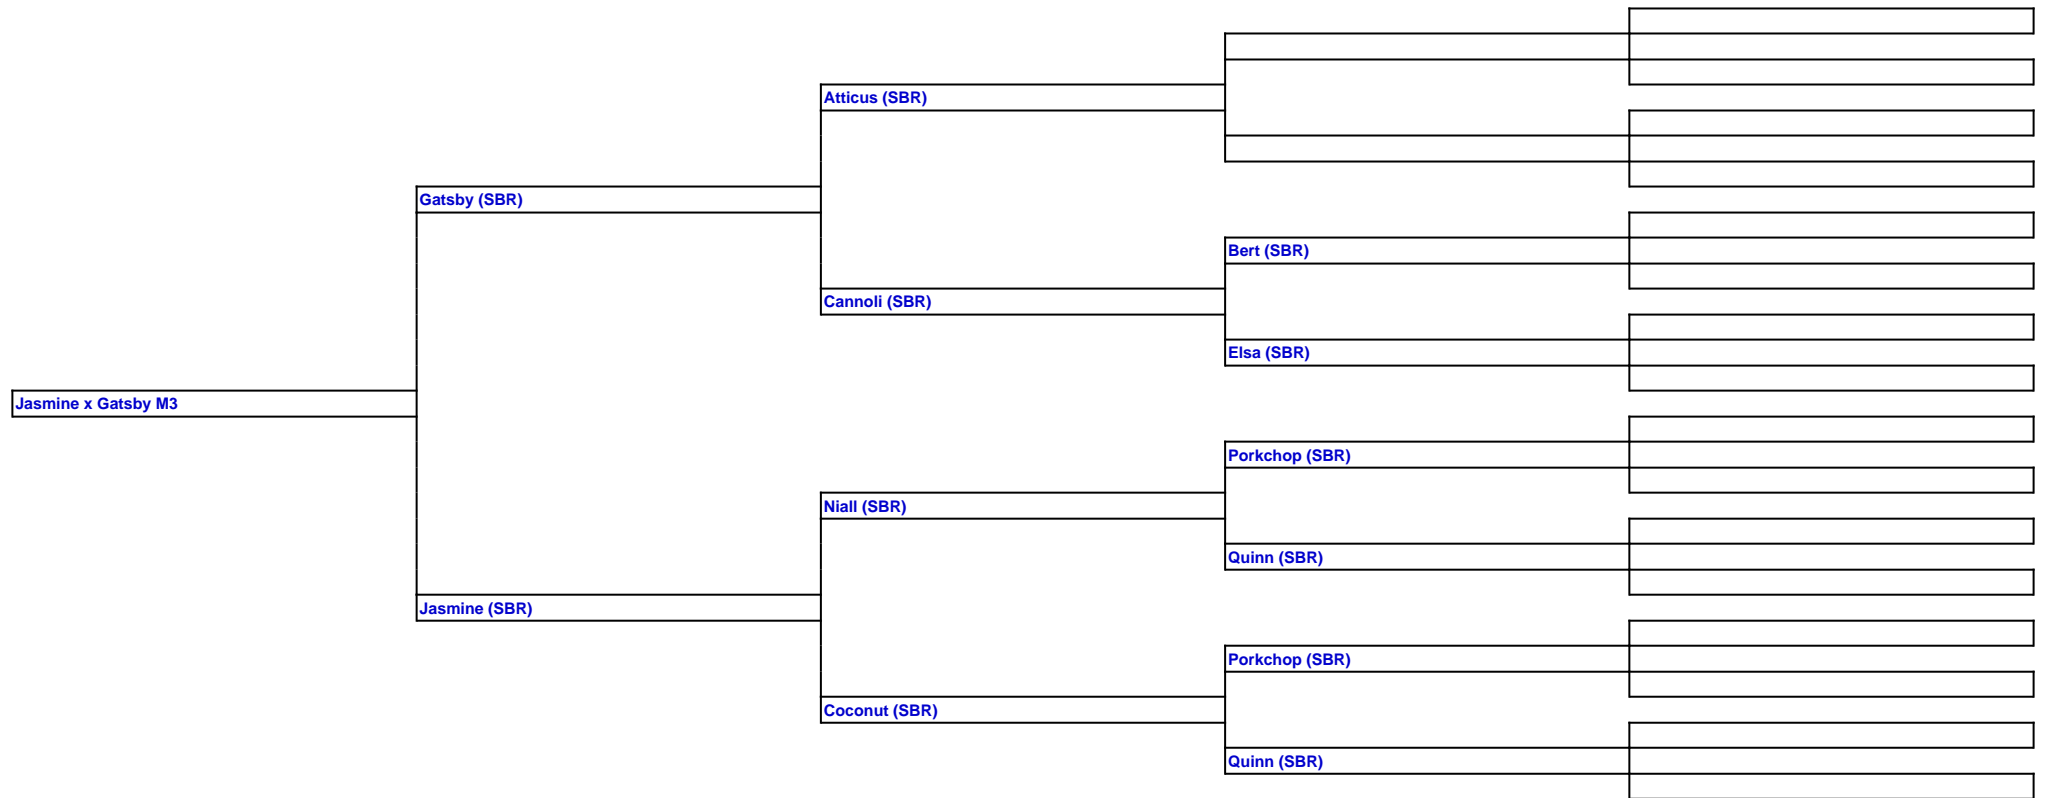 Atticus (SBR)
Gatsby (SBR)
Bert (SBR)
Cannoli (SBR)
Elsa (SBR)
Jasmine x Gatsby M3
Porkchop (SBR)
Niall (SBR)
Quinn (SBR)
Jasmine (SBR)
Porkchop (SBR)
Coconut (SBR)
Quinn (SBR)